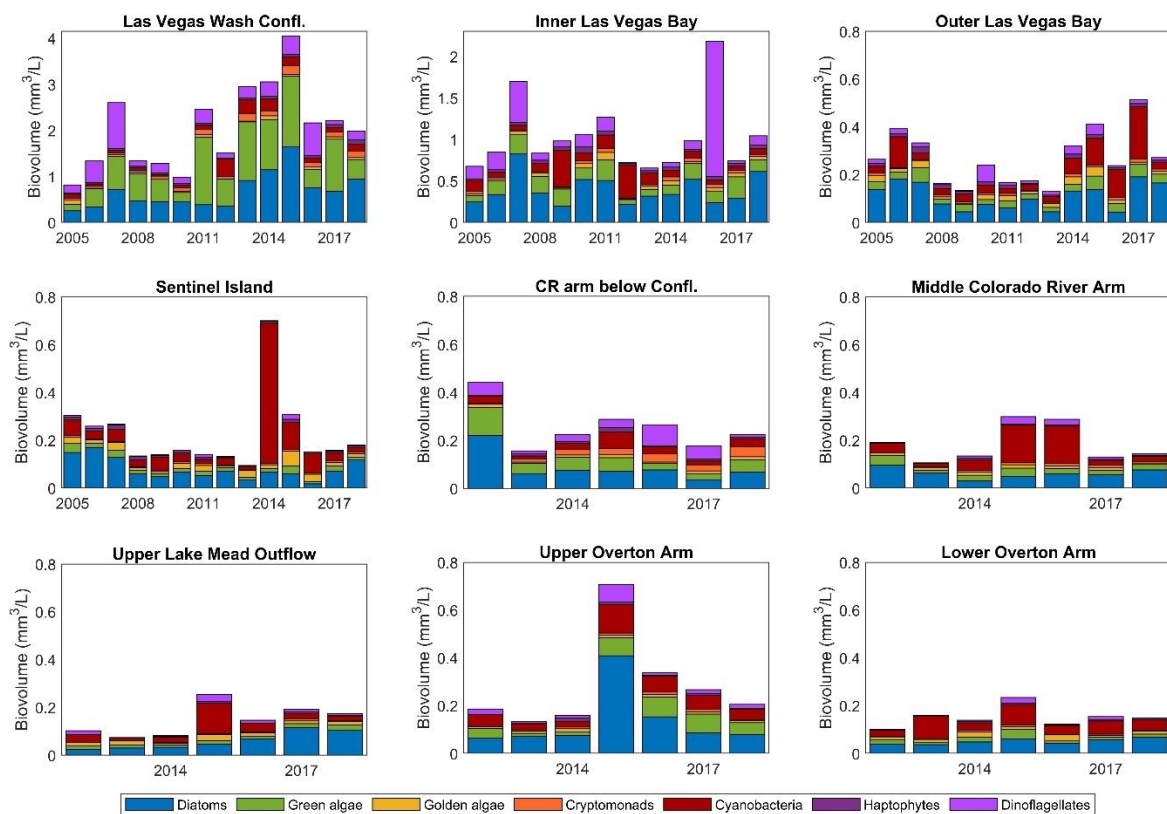 Las Vegas Wash Confl.
Inner Las Vegas Bay
Outer Las Vegas Bay
Biovolume (mm³/L)
4
3
2
1
0
2005 2008 2011 2014 2017
Biovolume (mm³/L)
2
1.5
1
0.5
0
2005 2008 2011 2014 2017
Biovolume (mm³/L)
0.8
0.6
0.4
0.2
0
2005 2008 2011 2014 2017
Sentinel Island
CR arm below Confl.
Middle Colorado River Arm
Biovolume (mm³/L)
0.8
0.6
0.4
0.2
0
2005 2008 2011 2014 2017
Biovolume (mm³/L)
0.8
0.6
0.4
0.2
0
2014 2017
Biovolume (mm³/L)
0.8
0.6
0.4
0.2
0
2014 2017
Upper Lake Mead Outflow
Upper Overton Arm
Lower Overton Arm
Biovolume (mm³/L)
0.8
0.6
0.4
0.2
0
2014 2017
Biovolume (mm³/L)
0.8
0.6
0.4
0.2
0
2014 2017
Biovolume (mm³/L)
0.8
0.6
0.4
0.2
0
2014 2017
Diatoms Green algae Golden algae Cryptomonads Cyanobacteria Haptophytes Dinoflagellates